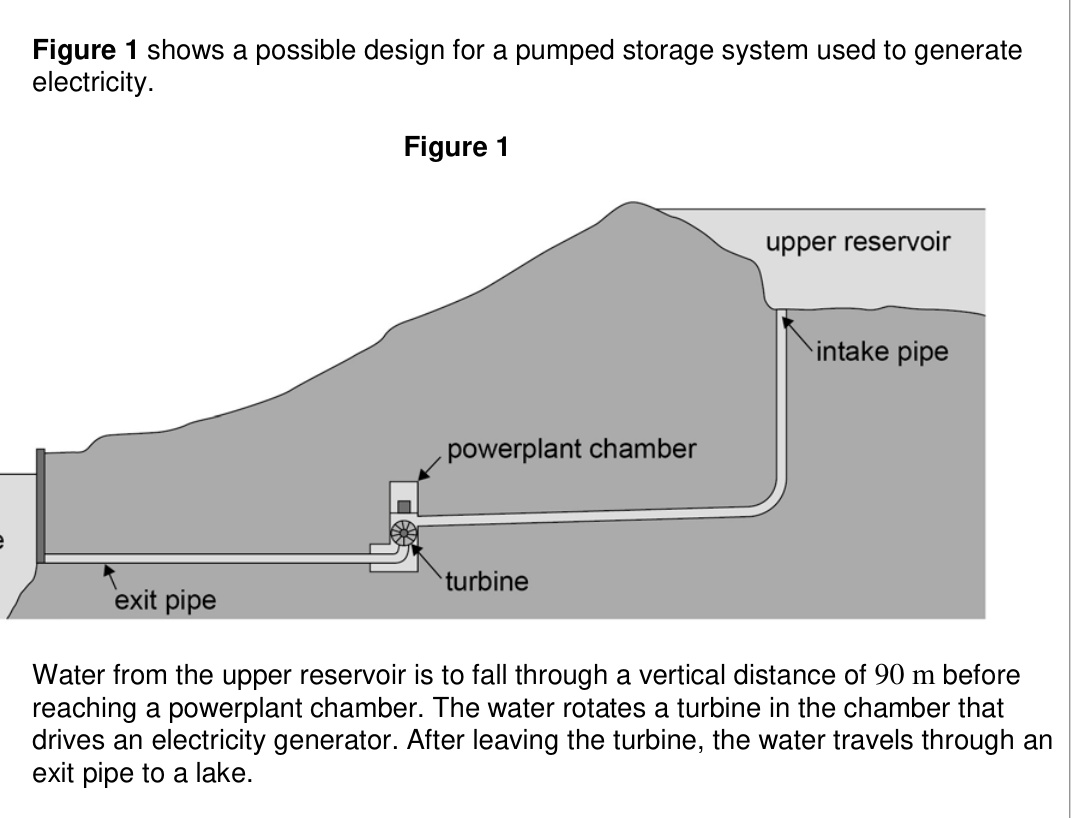 Figure 1 shows a possible design for a pumped storage system used to generate
electricity.
Figure 1
upper reservoir
intake pipe
powerplant chamber
turbine
exit pipe
Water from the upper reservoir is to fall through a vertical distance of 90 m before
reaching a powerplant chamber. The water rotates a turbine in the chamber that
drives an electricity generator. After leaving the turbine, the water travels through an
exit pipe to a lake.